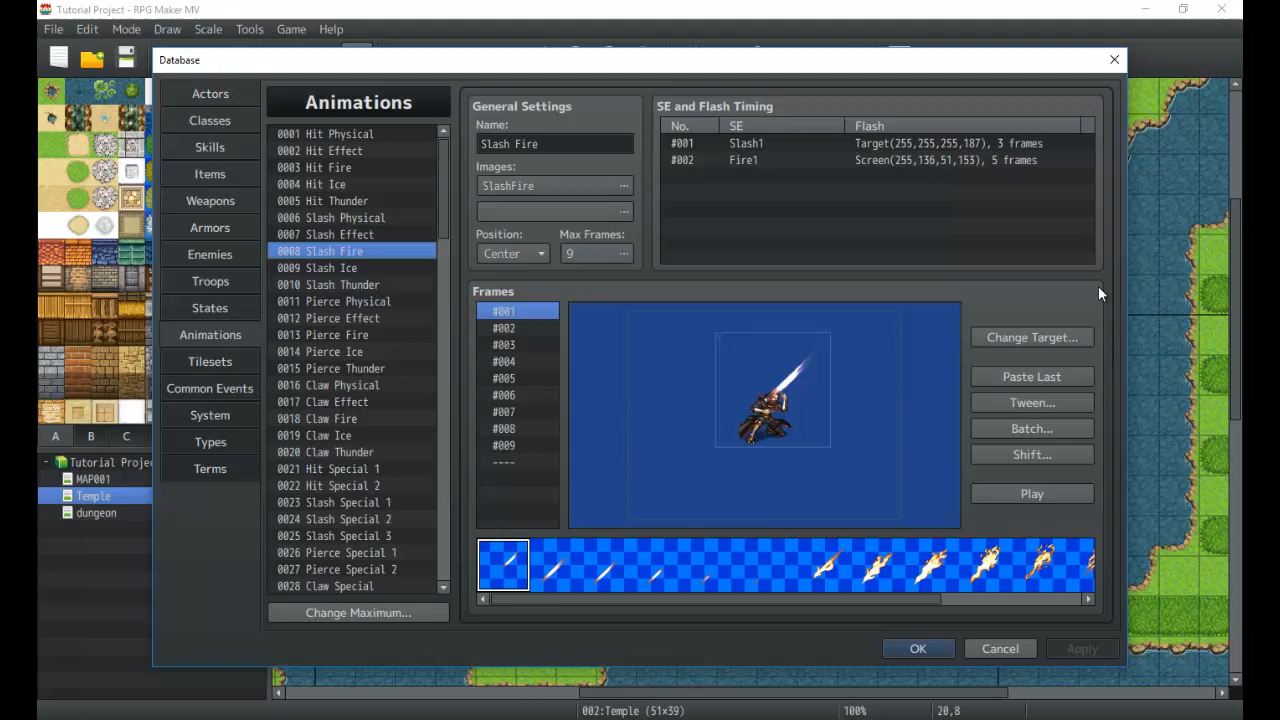 Tutorial Project - RPG Maker MV
File Edit Mode Draw Scale Tools Game Help
Database
Actors
Classes
Skills
Items
Weapons
Armors
Enemies
Troops
States
Animations
Tilesets
Common Events
System
Types
Terms
Animations
0001 Hit Physical
0002 Hit Effect
0003 Hit Fire
0004 Hit Ice
0005 Hit Thunder
0006 Slash Physical
0007 Slash Effect
0008 Slash Fire
0009 Slash Ice
0010 Slash Thunder
0011 Pierce Physical
0012 Pierce Effect
0013 Pierce Fire
0014 Pierce Ice
0015 Pierce Thunder
0016 Claw Physical
0017 Claw Effect
0018 Claw Fire
0019 Claw Ice
0020 Claw Thunder
0021 Hit Special 1
0022 Hit Special 2
0023 Slash Special 1
0024 Slash Special 2
0025 Slash Special 3
0026 Pierce Special 1
0027 Pierce Special 2
0028 Claw Special
Change Maximum...
General Settings
Name:
Slash Fire
Images:
SlashFire ...
...
Position: Max Frames:
Center 9 ...
SE and Flash Timing
No. SE Flash
#001 Slash1 Target(255,255,255,187), 3 frames
#002 Fire1 Screen(255,136,51,153), 5 frames
Frames
#001
#002
#003
#004
#005
#006
#007
#008
#009
----
Change Target...
Paste Last
Tween...
Batch...
Shift...
Play
OK Cancel Apply
A B C
Tutorial Proje
MAP001
Temple
dungeon
002:Temple (51x39) 100% 20,8